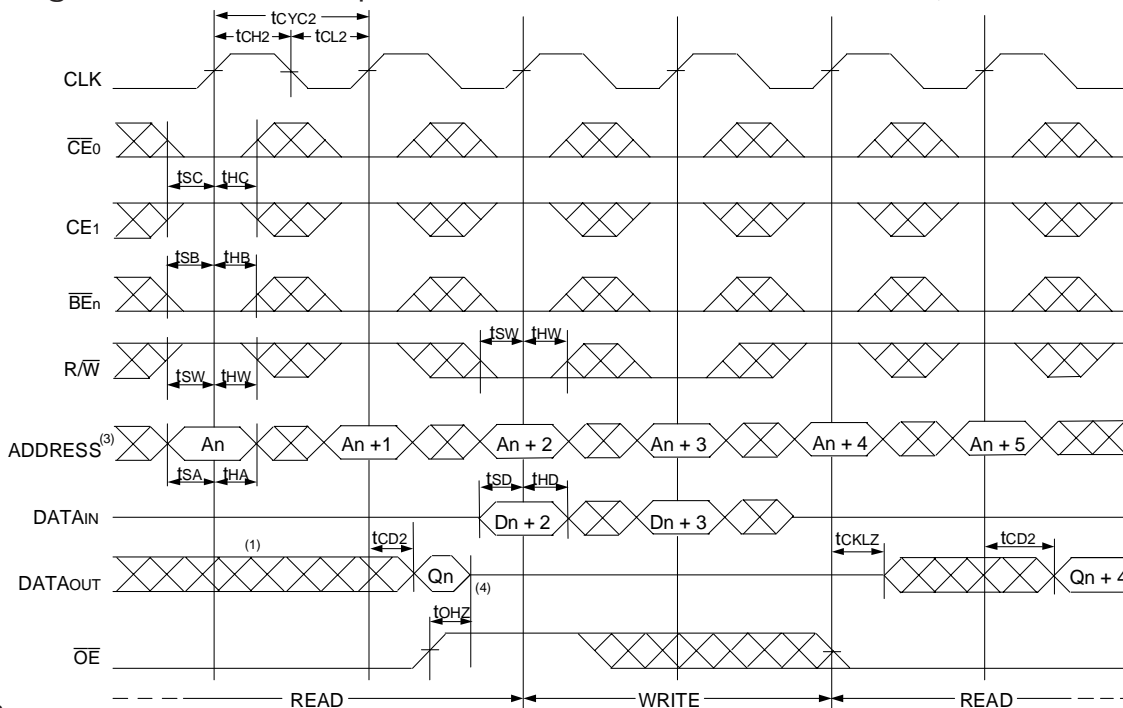 tCYC2
tCH2 tCL2
CLK
CE0
tSC tHC
CE1
tSB tHB
BEn
tSW tHW
R/W
tSW tHW
ADDRESS(3) An An + 1 An + 2 An + 3 An + 4 An + 5
tSA tHA
tSD tHD
DATAIN Dn + 2 Dn + 3
tCD2 tCKLZ tCD2
(1)
DATAOUT Qn (4) Qn + 4
tOHZ
OE
READ WRITE READ